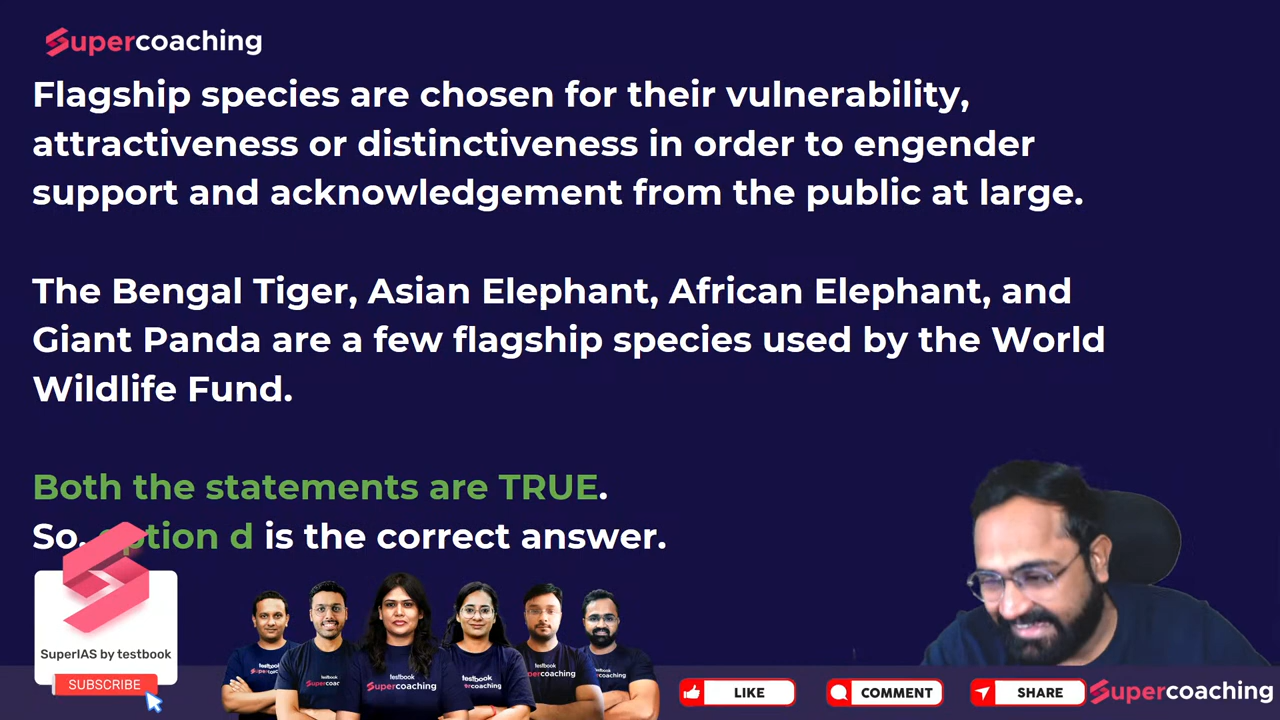 Supercoaching
Flagship species are chosen for their vulnerability,
attractiveness or distinctiveness in order to engender
support and acknowledgement from the public at large.
The Bengal Tiger, Asian Elephant, African Elephant, and
Giant Panda are a few flagship species used by the World
Wildlife Fund.
Both the statements are TRUE.
So, option d is the correct answer.
SuperIAS by testbook
SUBSCRIBE
testbook
Supercoaching
testbook
LIKE
COMMENT
SHARE
Supercoaching